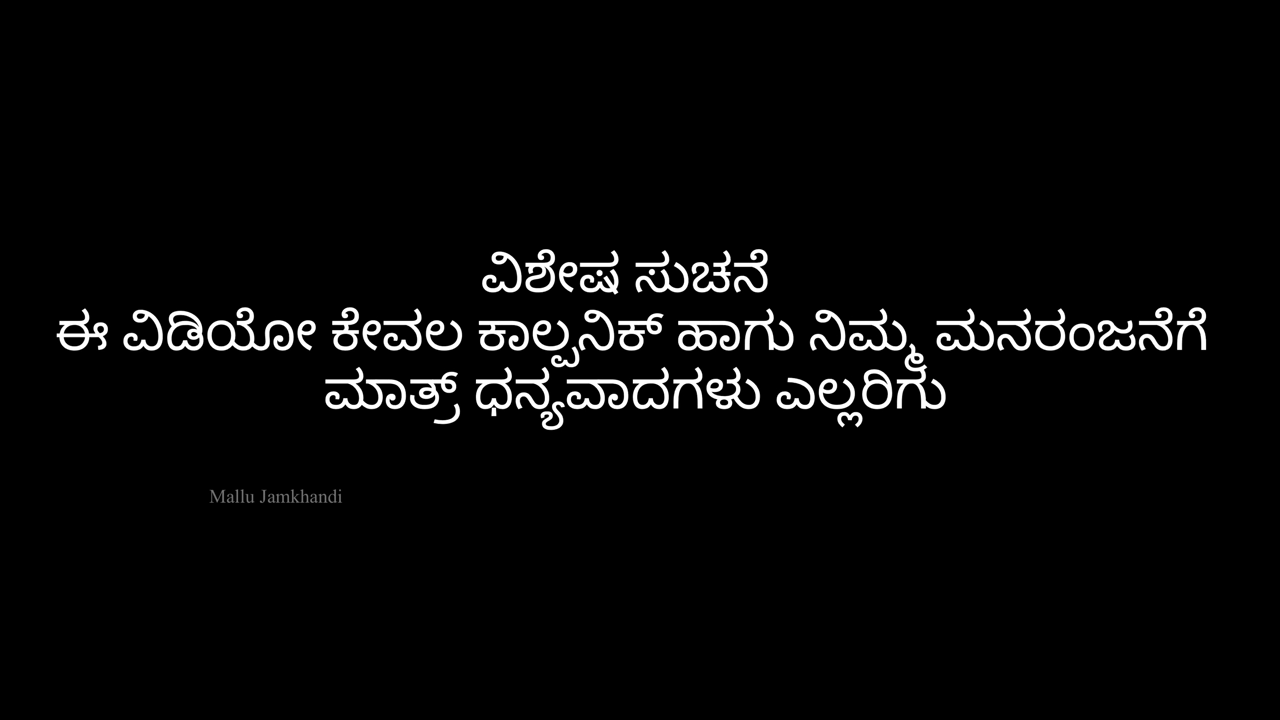 ವಿಶೇಷ ಸುಚನೆ
ಈ ವಿಡಿಯೋ ಕೇವಲ ಕಾಲ್ಪನಿಕ್ ಹಾಗು ನಿಮ್ಮ ಮನರಂಜನೆಗೆ
ಮಾತ್ರ್ ಧನ್ಯವಾದಗಳು ಎಲ್ಲರಿಗು
Mallu Jamkhandi